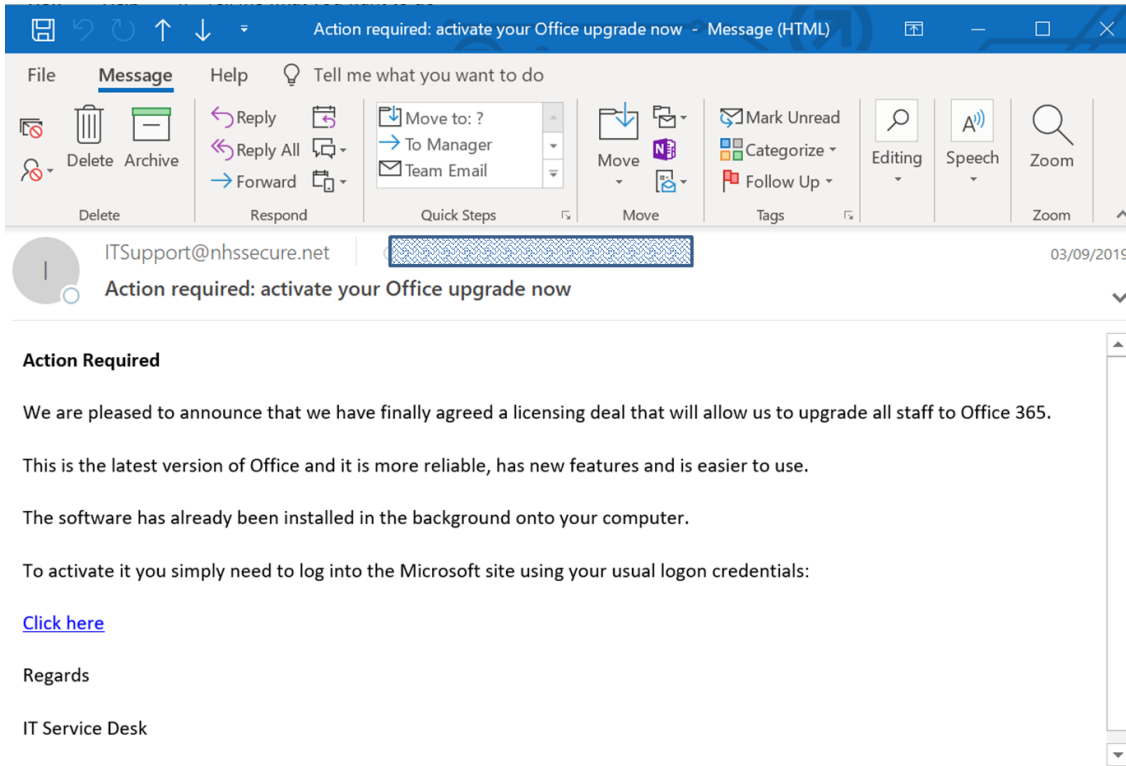 Action required: activate your Office upgrade now - Message (HTML)
File Message Help Tell me what you want to do
Delete Archive
Reply
Reply All
Forward
Move to: ?
To Manager
Team Email
Move
Mark Unread
Categorize
Follow Up
Editing
Speech
Zoom
Delete Respond Quick Steps Move Tags Zoom
I
ITSupport@nhssecure.net
03/09/2019
Action required: activate your Office upgrade now
Action Required
We are pleased to announce that we have finally agreed a licensing deal that will allow us to upgrade all staff to Office 365.
This is the latest version of Office and it is more reliable, has new features and is easier to use.
The software has already been installed in the background onto your computer.
To activate it you simply need to log into the Microsoft site using your usual logon credentials:
Click here
Regards
IT Service Desk